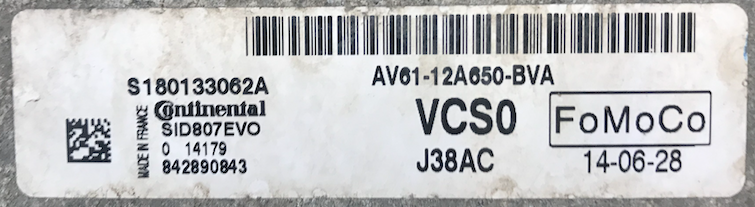 AV61-12A650-BVA
S180133062A
Continental
SID807EVO
0 14179
842890843
MADE IN FRANCE
VCS0
J38AC
FoMoCo
14-06-28